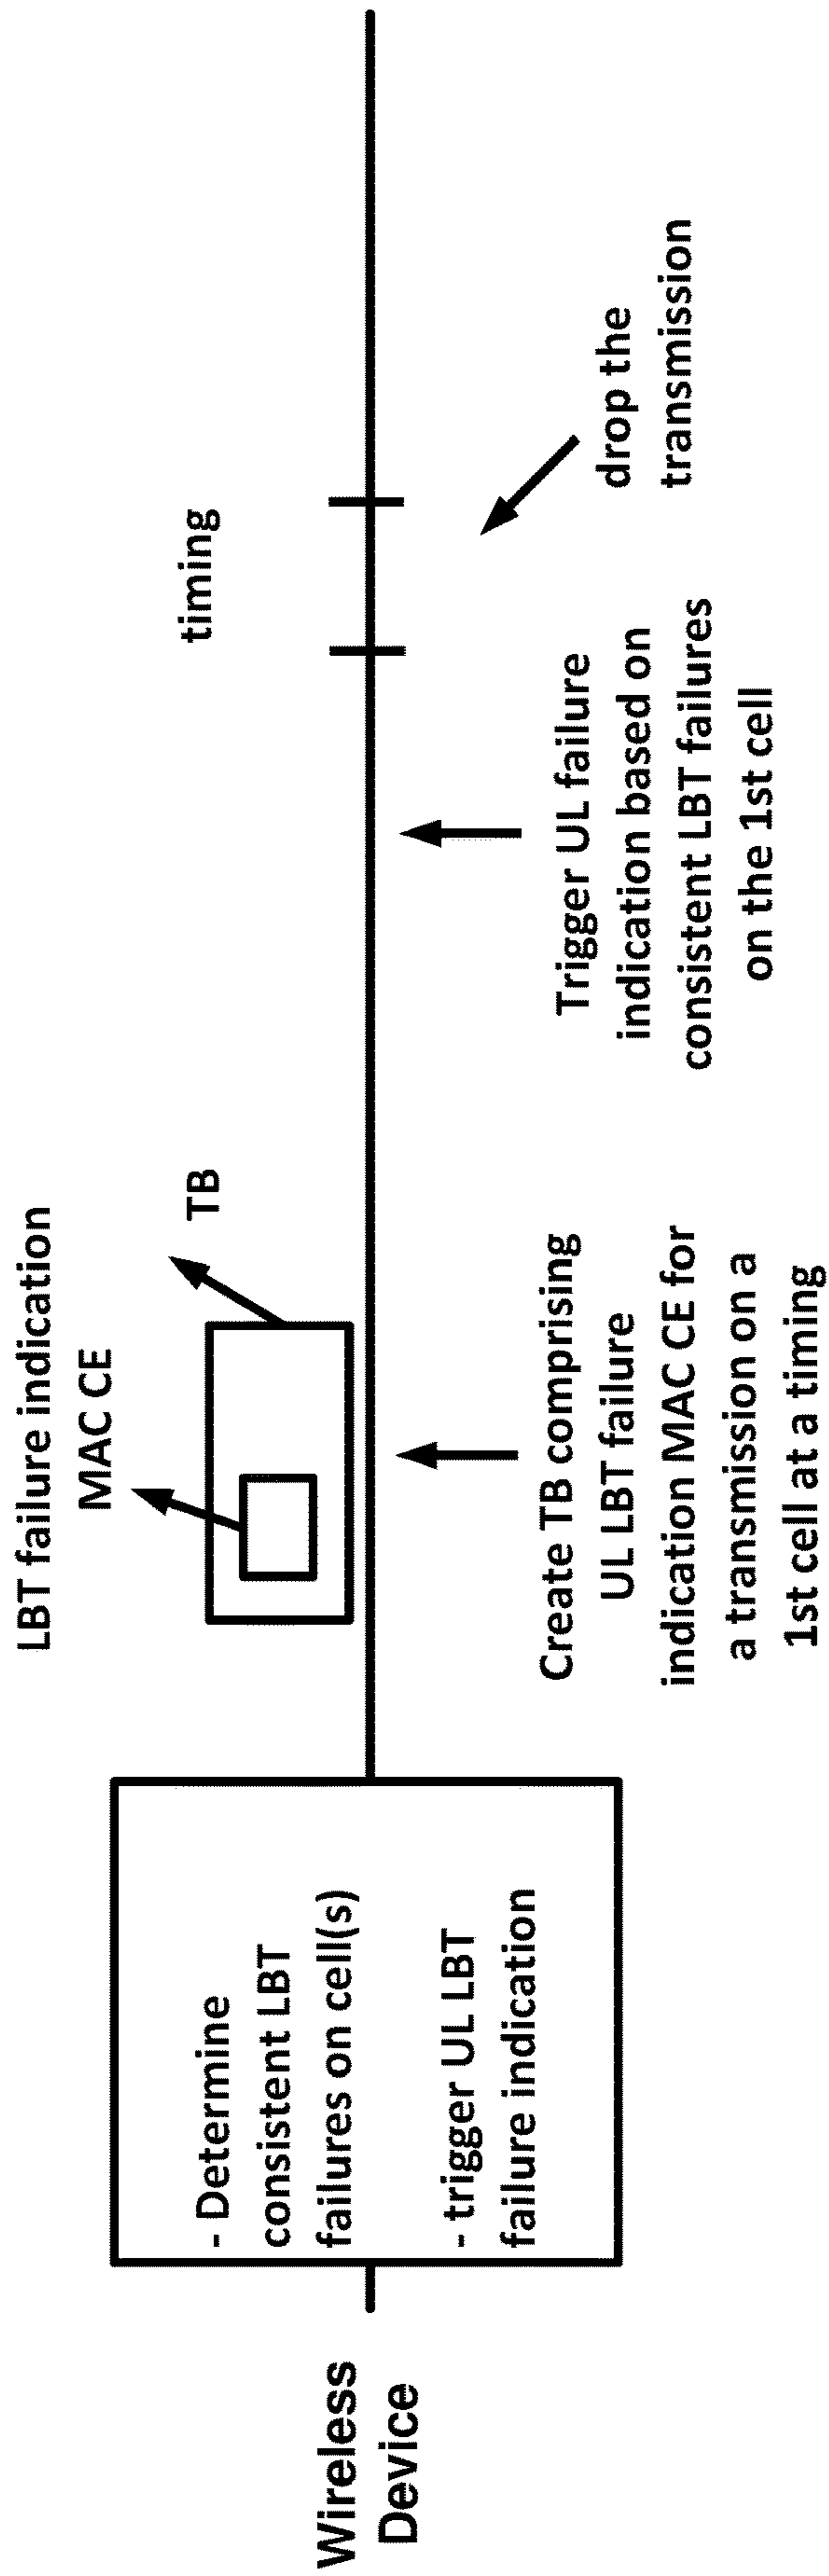 Wireless
Device
- Determine
consistent LBT
failures on cell(s)
- trigger UL LBT
failure indication
LBT failure indication
MAC CE
TB
Create TB comprising
UL LBT failure
indication MAC CE for
a transmission on a
1st cell at a timing
Trigger UL failure
indication based on
consistent LBT failures
on the 1st cell
timing
drop the
transmission